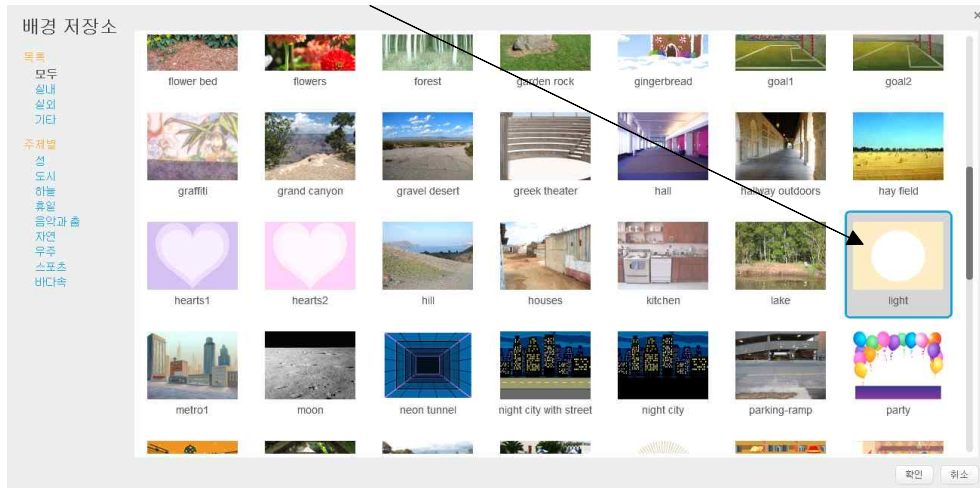 배경 저장소
×
목록
모두
실내
실외
기타
주제별
성
도시
하늘
휴일
음악과 춤
자연
우주
스포츠
바다속
flower bed flowers forest garden rock gingerbread goal1 goal2
graffiti grand canyon gravel desert greek theater hall hallway outdoors hay field
hearts1 hearts2 hill houses kitchen lake light
metro1 moon neon tunnel night city with street night city parking-ramp party
확인 취소